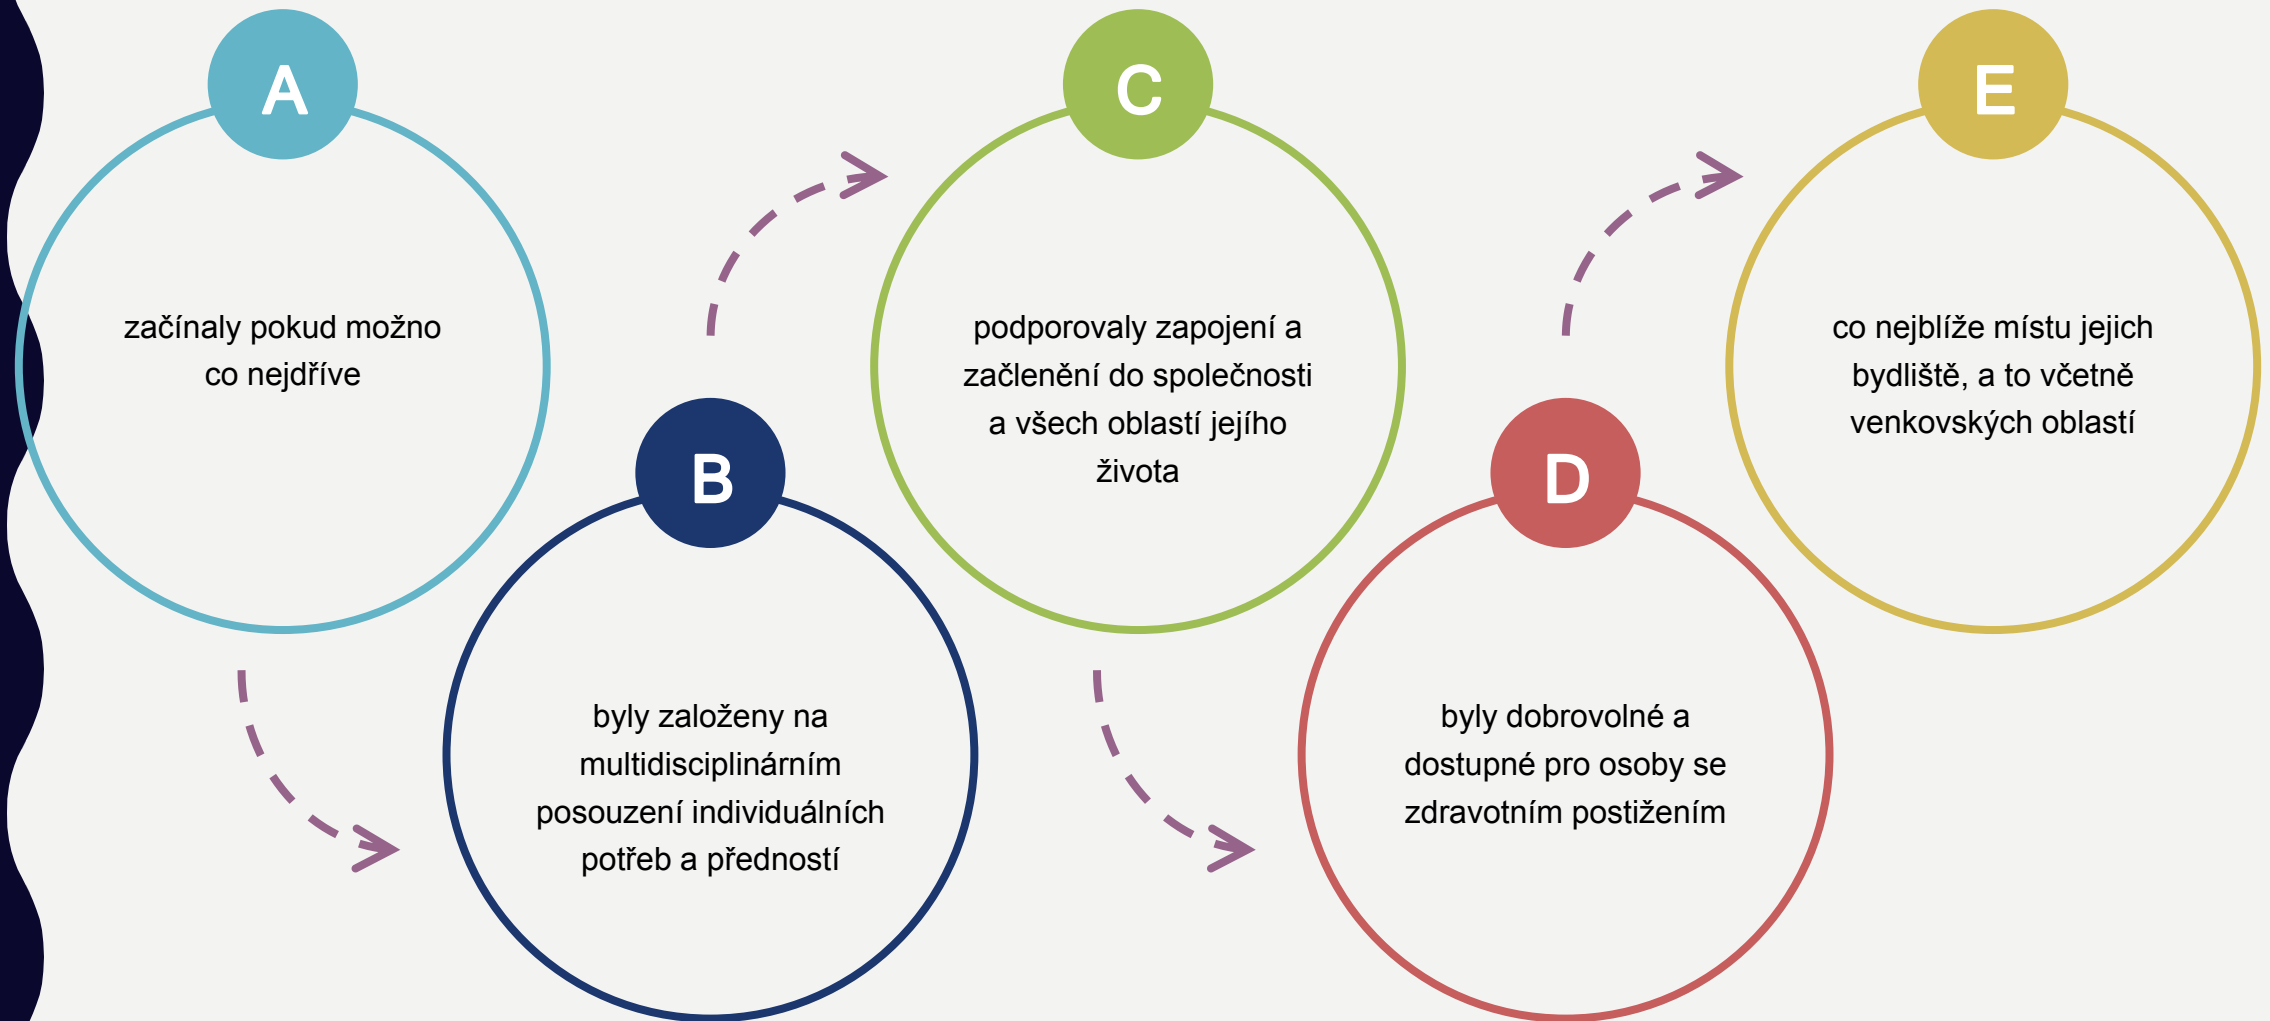 A
začínaly pokud možno
co nejdříve
B
byly založeny na
multidisciplinárním
posouzení individuálních
potřeb a předností
C
podporovaly zapojení a
začlenění do společnosti
a všech oblastí jejího
života
D
byly dobrovolné a
dostupné pro osoby se
zdravotním postižením
E
co nejblíže místu jejich
bydliště, a to včetně
venkovských oblastí